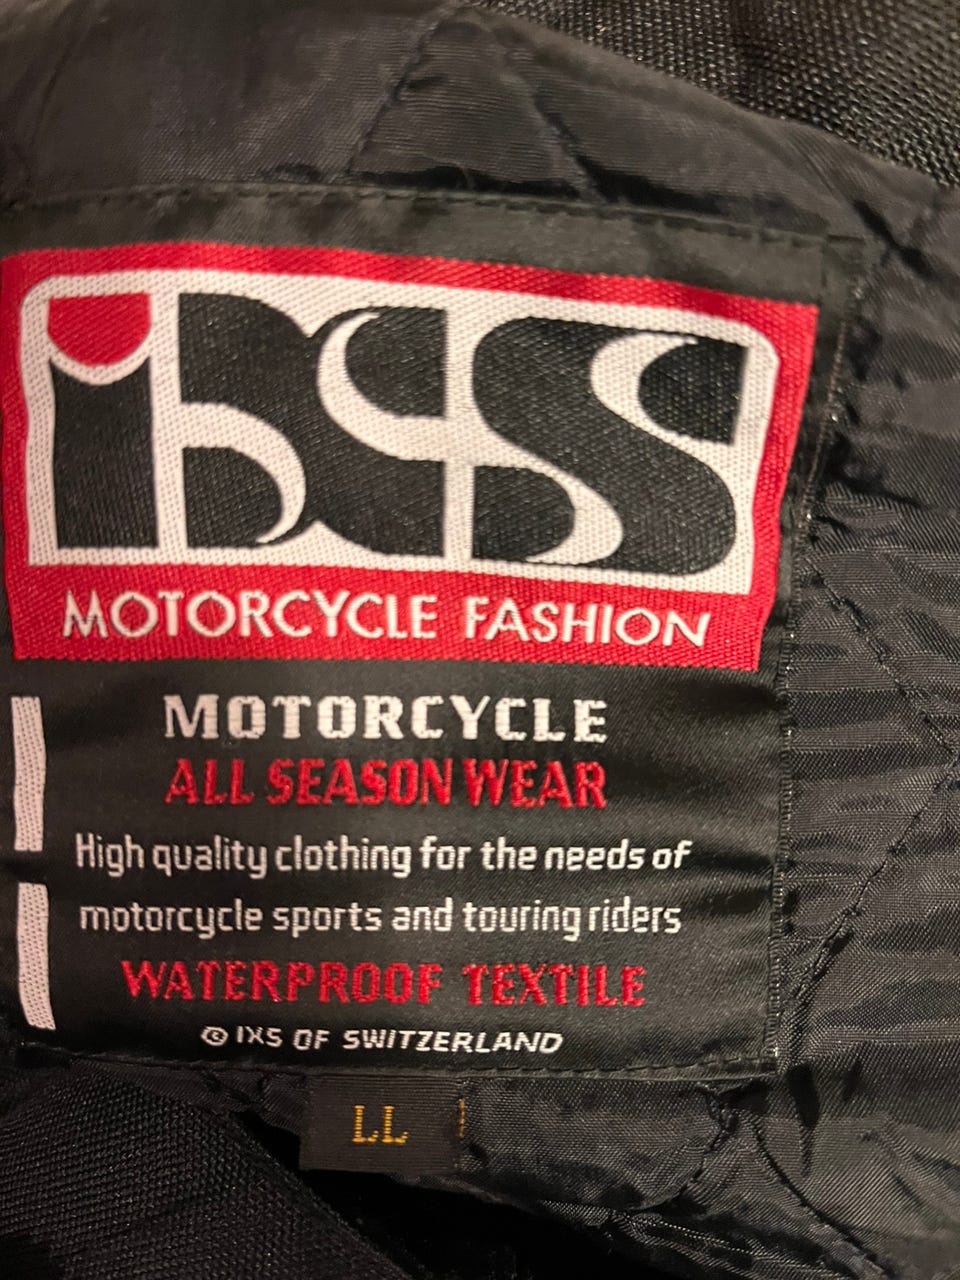 iXS
MOTORCYCLE FASHION
MOTORCYCLE
ALL SEASON WEAR
High quality clothing for the needs of
motorcycle sports and touring riders
WATERPROOF TEXTILE
© IXS OF SWITZERLAND
LL